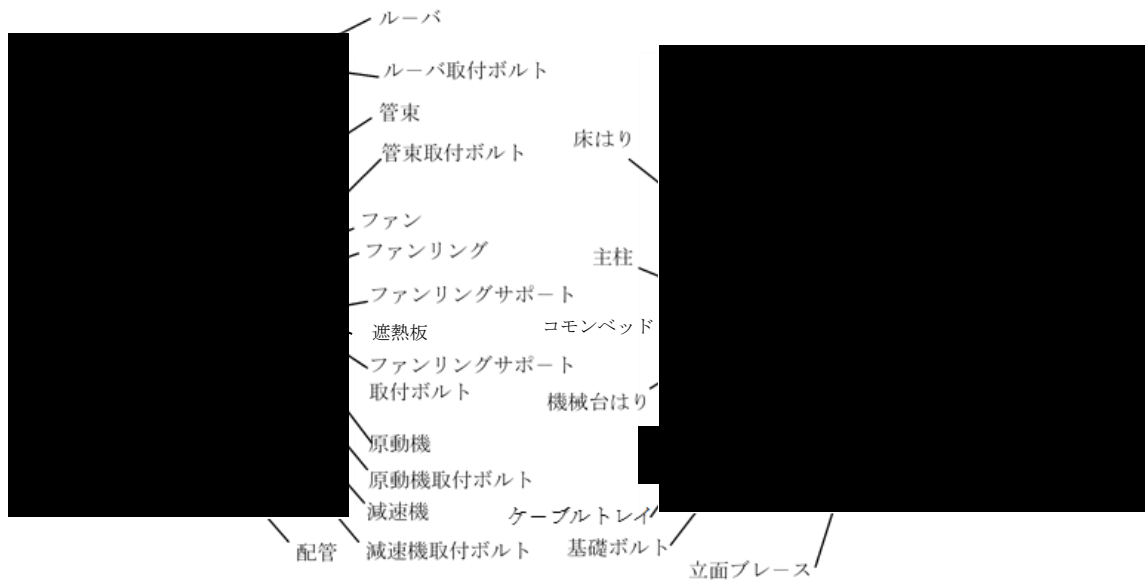 ルーバ
ルーバ取付ボルト
管束
管束取付ボルト
ファン
ファンリング
ファンリングサポート
遮熱板
ファンリングサポート
取付ボルト
原動機
原動機取付ボルト
減速機
減速機取付ボルト
配管
床はり
主柱
コモンベッド
機械台はり
ケーブルトレイ
基礎ボルト
立面ブレース